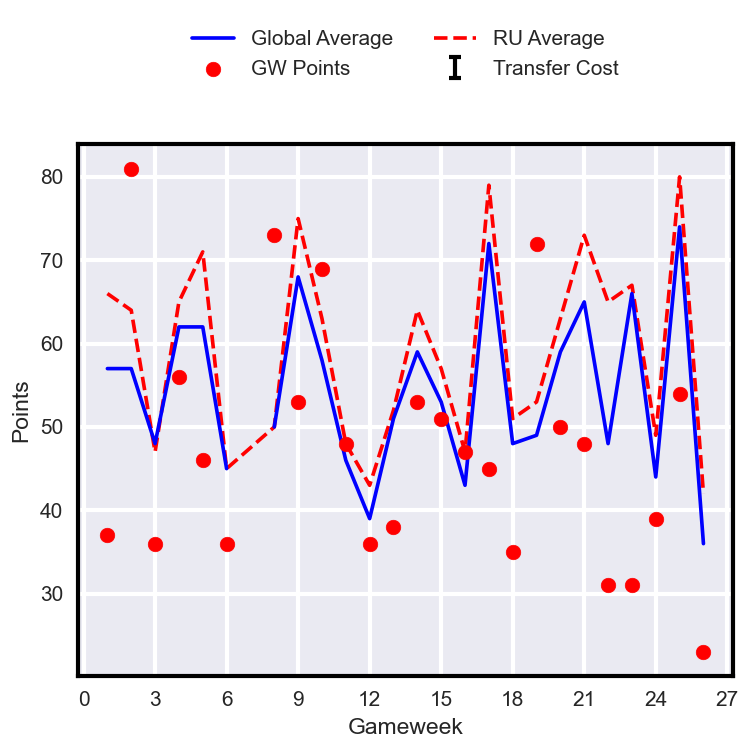 Global Average
RU Average
GW Points
Transfer Cost
80
70
60
50
40
30
Points
0 3 6 9 12 15 18 21 24 27
Gameweek